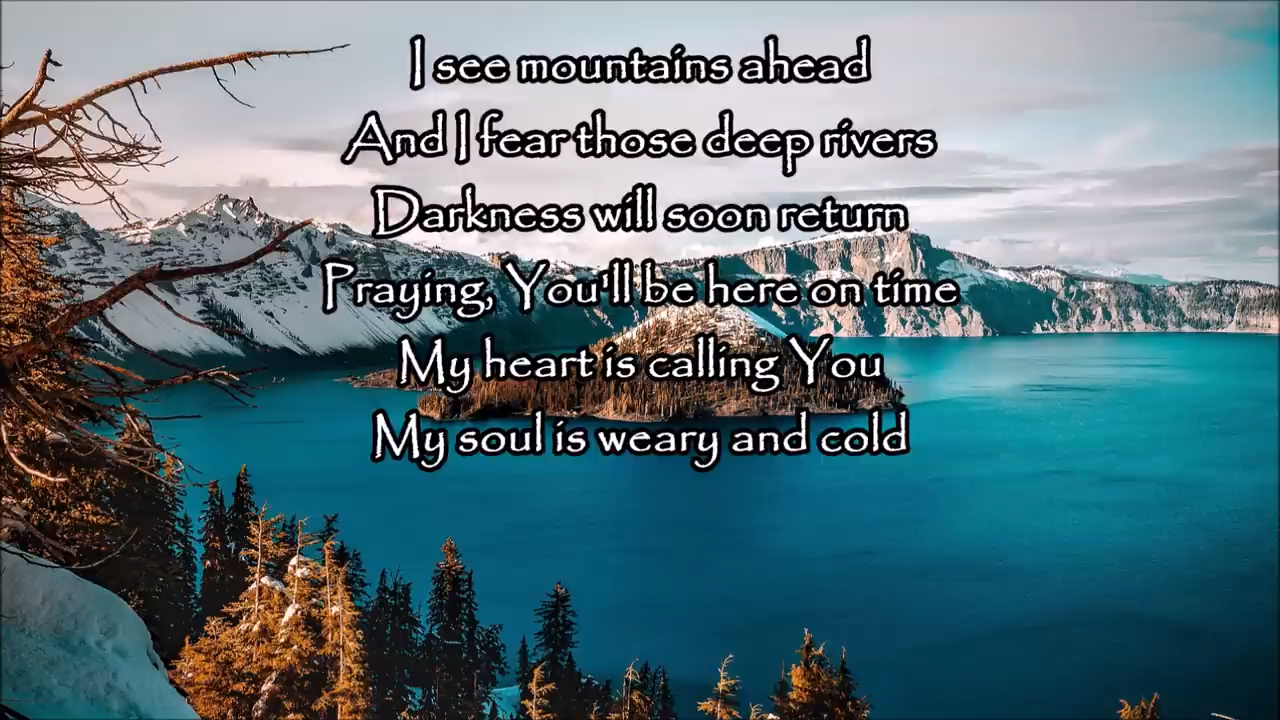 I see mountains ahead
And I fear those deep rivers
Darkness will soon return
Praying, You'll be here on time
My heart is calling You
My soul is weary and cold